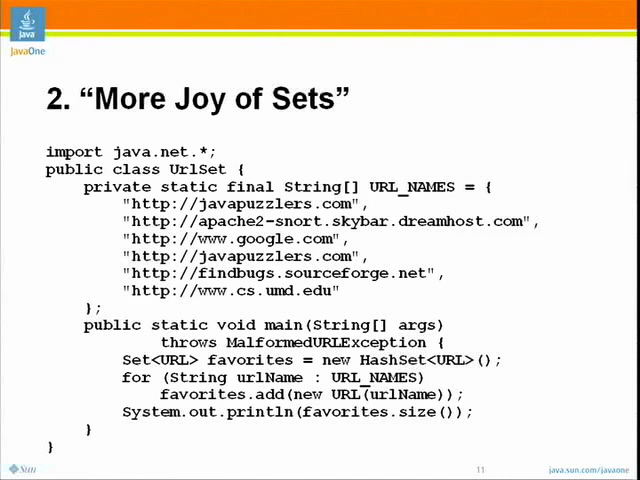 Java
JavaOne
2. “More Joy of Sets”
import java.net.*;
public class UrlSet {
private static final String[] URL_NAMES = {
"http://javapuzzlers.com",
"http://apache2-snort.skybar.dreamhost.com",
"http://www.google.com",
"http://javapuzzlers.com",
"http://findbugs.sourceforge.net",
"http://www.cs.umd.edu"
};
public static void main(String[] args)
throws MalformedURLException {
Set<URL> favorites = new HashSet<URL>();
for (String urlName : URL_NAMES)
favorites.add(new URL(urlName));
System.out.println(favorites.size());
}
}
Sun
11
java.sun.com/javaone